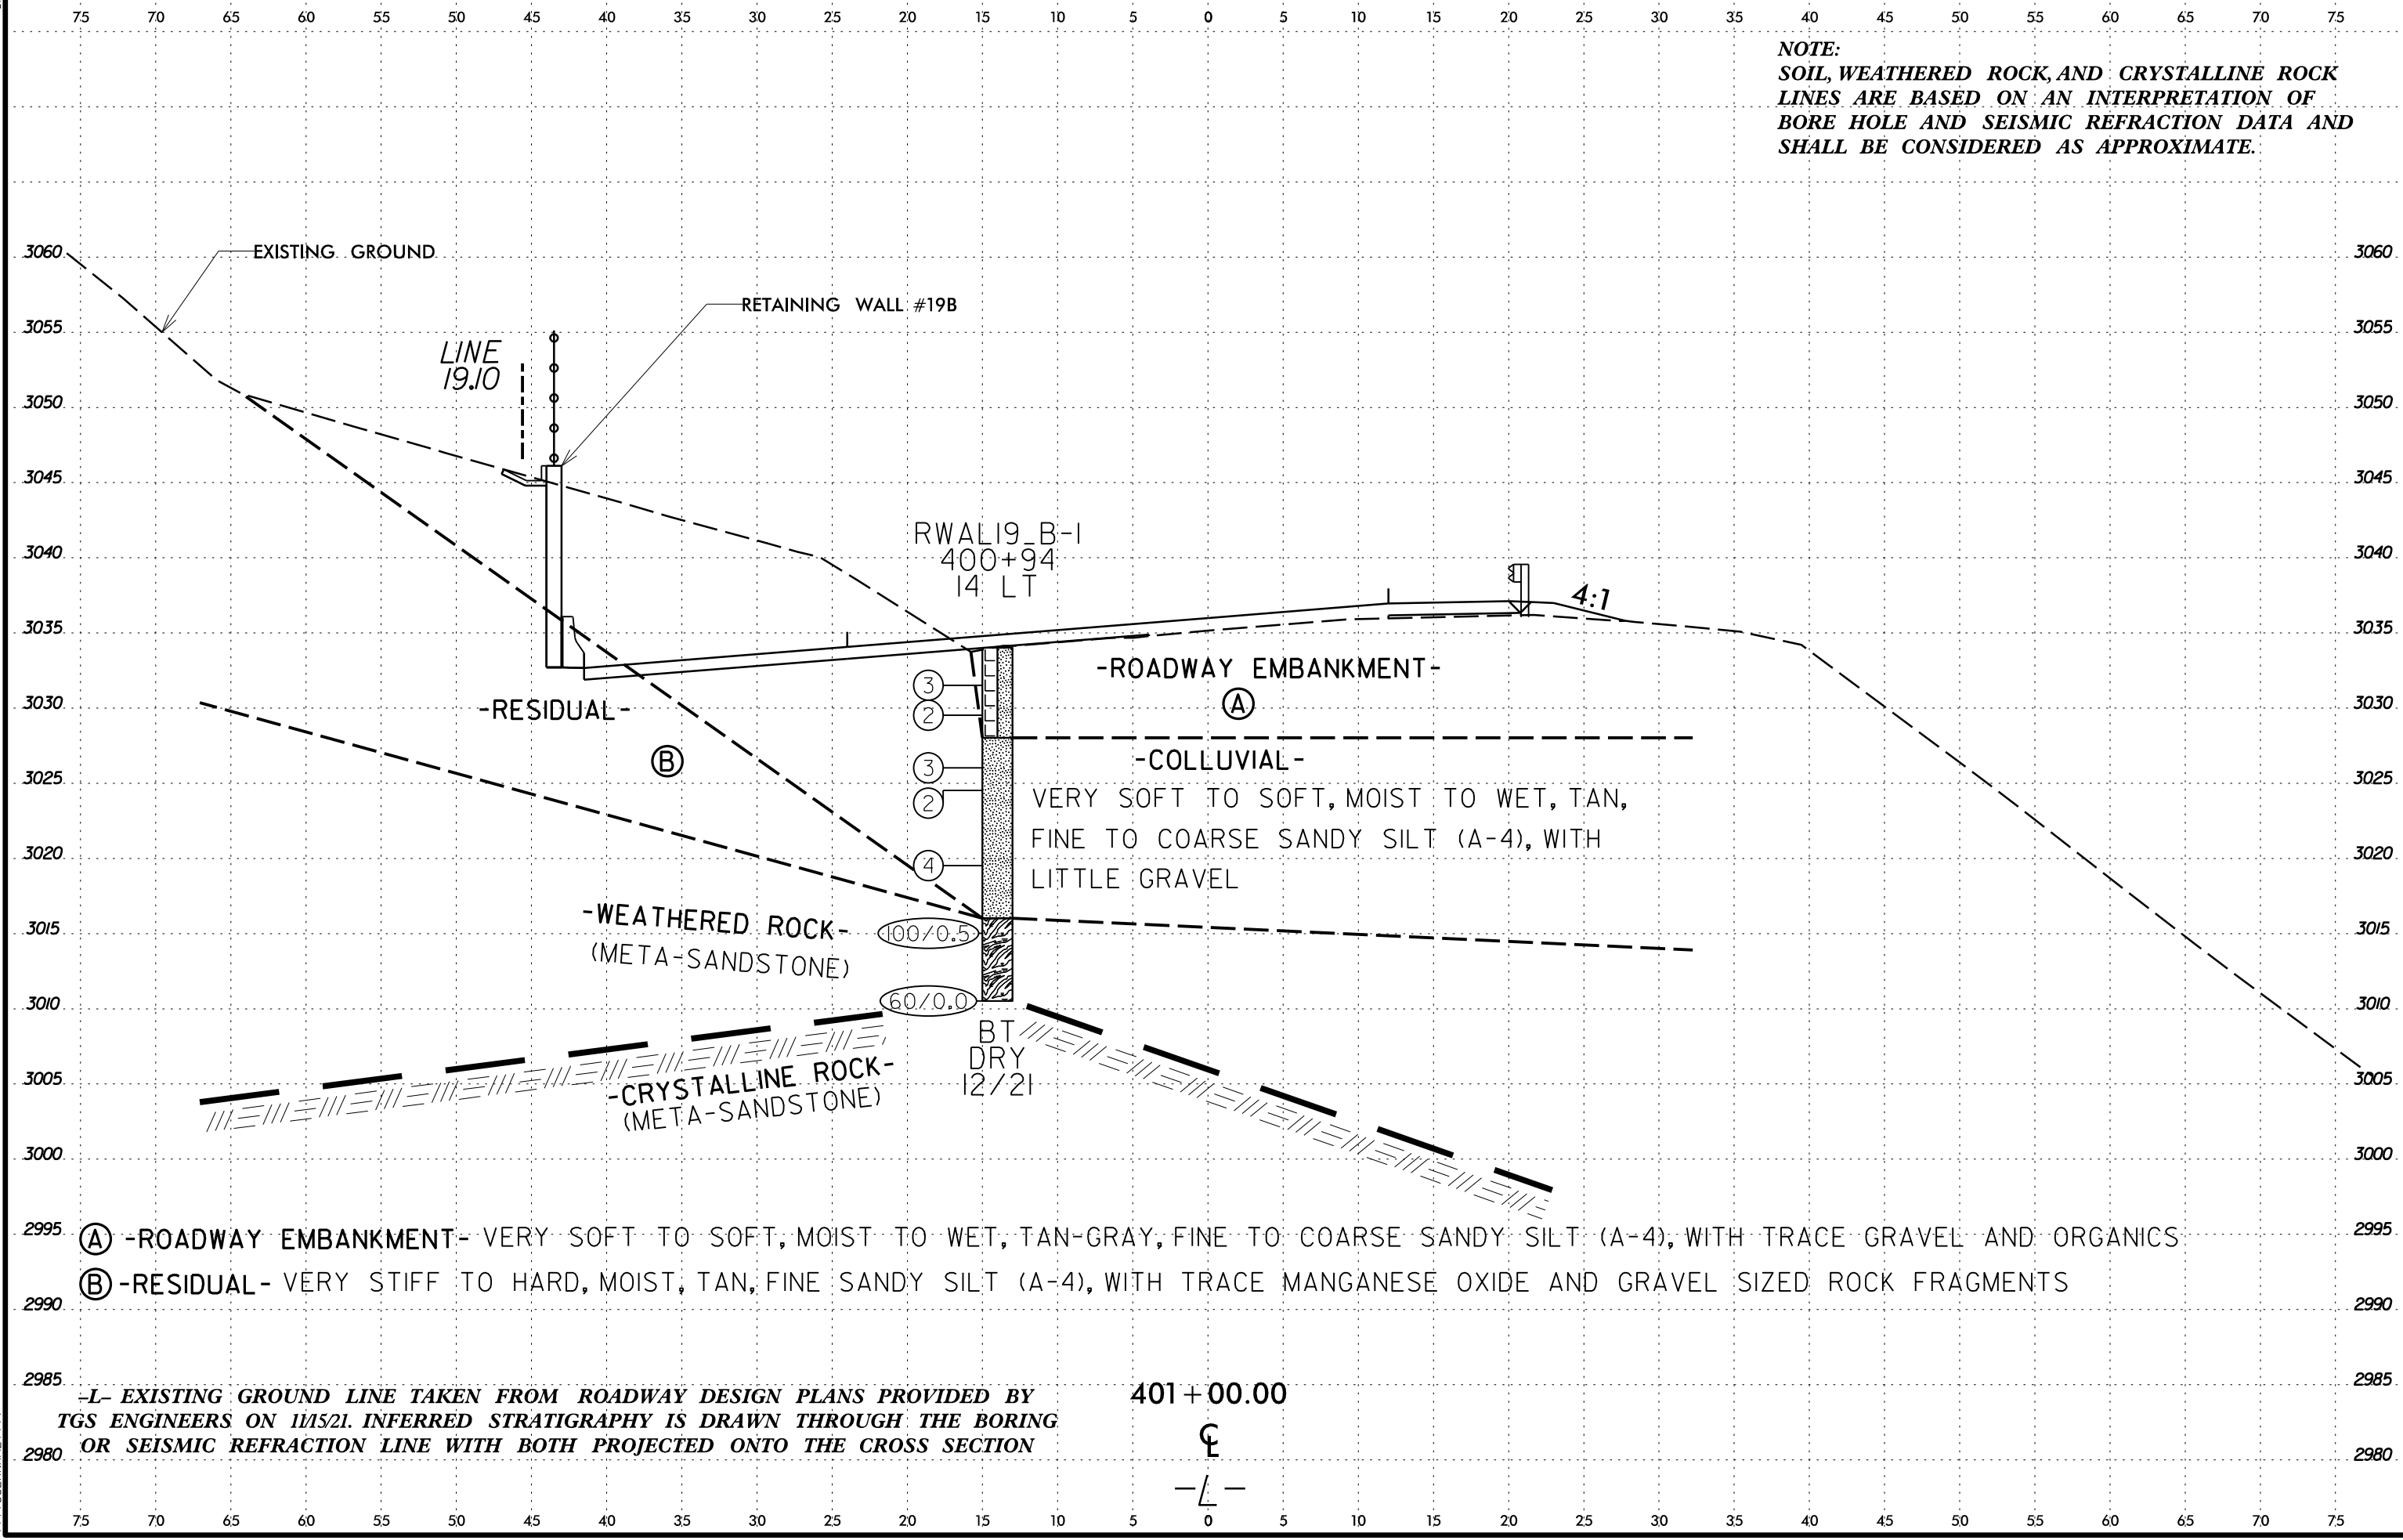 75 70 65 60 55 50 45 40 35 30 25 20 15 10 5 0 5 10 15 20 25 30 35 40 45 50 55 60 65 70 75
NOTE:
SOIL, WEATHERED ROCK, AND CRYSTALLINE ROCK
LINES ARE BASED ON AN INTERPRETATION OF
BORE HOLE AND SEISMIC REFRACTION DATA AND
SHALL BE CONSIDERED AS APPROXIMATE.
3060 EXISTING GROUND 3060
RETAINING WALL #19B
3055 3055
LINE
19.10
3050 3050
3045 3045
RWAL19_B-1
400+94
14 LT
3040 3040
4:1
3035 3035
-ROADWAY EMBANKMENT-
3
A
2
3030 -RESIDUAL- 3030
B
-COLLUVIAL-
3
3025 3025
2
VERY SOFT TO SOFT, MOIST TO WET, TAN,
FINE TO COARSE SANDY SILT (A-4), WITH
LITTLE GRAVEL
3020 3020
4
-WEATHERED ROCK-
(META-SANDSTONE)
3015 100/0.5 3015
3010 60/0.0 3010
BT
DRY
12/21
3005 3005
-CRYSTALLINE ROCK-
(META-SANDSTONE)
3000 3000
2995 2995
A -ROADWAY EMBANKMENT- VERY SOFT TO SOFT, MOIST TO WET, TAN-GRAY, FINE TO COARSE SANDY SILT (A-4), WITH TRACE GRAVEL AND ORGANICS
B -RESIDUAL- VERY STIFF TO HARD, MOIST, TAN, FINE SANDY SILT (A-4), WITH TRACE MANGANESE OXIDE AND GRAVEL SIZED ROCK FRAGMENTS
2990 2990
2985 2985
-L- EXISTING GROUND LINE TAKEN FROM ROADWAY DESIGN PLANS PROVIDED BY
TGS ENGINEERS ON 11/15/21. INFERRED STRATIGRAPHY IS DRAWN THROUGH THE BORING
OR SEISMIC REFRACTION LINE WITH BOTH PROJECTED ONTO THE CROSS SECTION
2980 2980
401+00.00
℄
-L-
75 70 65 60 55 50 45 40 35 30 25 20 15 10 5 0 5 10 15 20 25 30 35 40 45 50 55 60 65 70 75